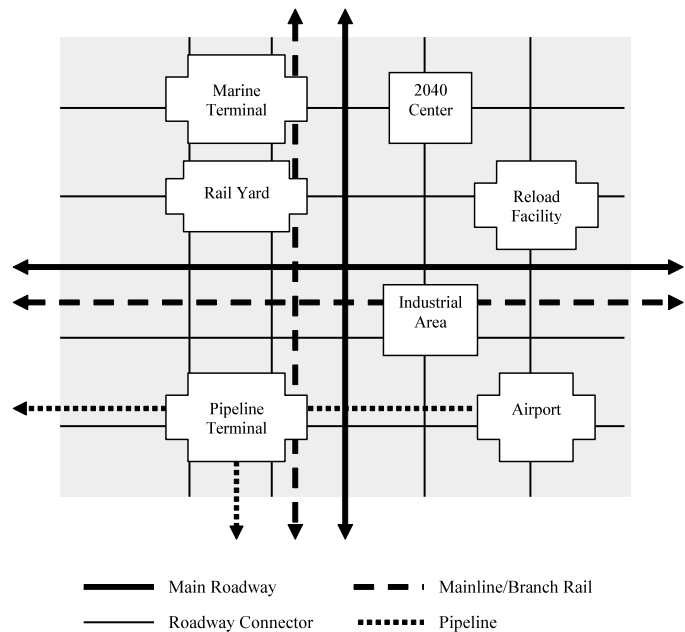 Marine
Terminal
2040
Center
Rail Yard
Reload
Facility
Industrial
Area
Pipeline
Terminal
Airport
Main Roadway
Mainline/Branch Rail
Roadway Connector
Pipeline